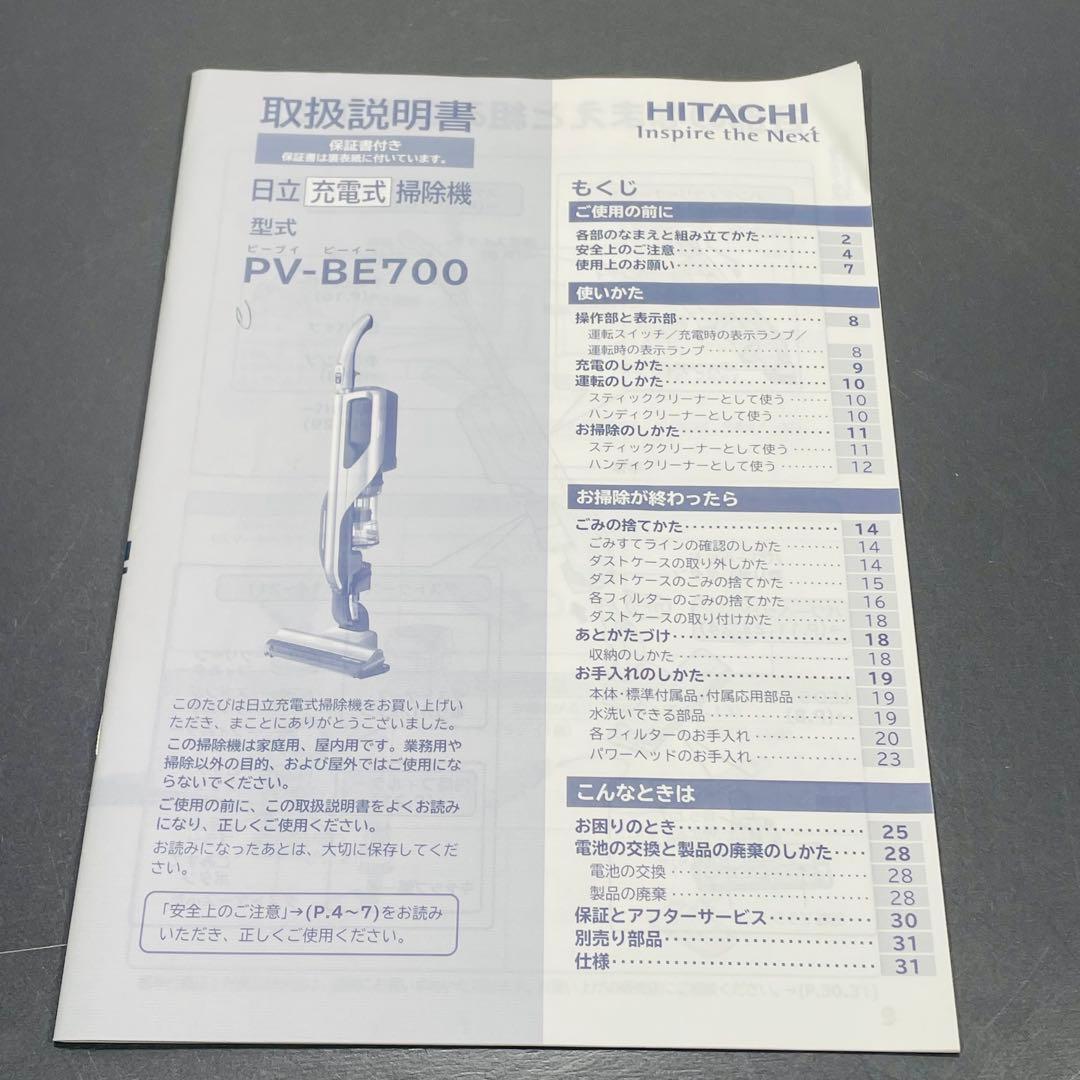 取扱説明書
保証書付き
保証書は裏表紙に付いています。
日立 充電式 掃除機
型式
ピーブイ ビーイー
PV-BE700
このたびは日立充電式掃除機をお買い上げい
ただき、まことにありがとうございました。
この掃除機は家庭用、屋内用です。業務用や
掃除以外の目的、および屋外ではご使用にな
らないでください。
ご使用の前に、この取扱説明書をよくお読み
になり、正しくご使用ください。
お読みになったあとは、大切に保存してくだ
さい。
「安全上のご注意」→(P.4〜7)をお読み
いただき、正しくご使用ください。
HITACHI
Inspire the Next
もくじ
ご使用の前に
各部のなまえと組み立てかた········ 2
安全上のご注意 ···················· 4
使用上のお願い···················· 7
使いかた
操作部と表示部···················· 8
運転スイッチ/充電時の表示ランプ/
運転時の表示ランプ ················ 8
充電のしかた······················ 9
運転のしかた······················ 10
スティッククリーナーとして使う ······ 10
ハンディクリーナーとして使う ········ 10
お掃除のしかた···················· 11
スティッククリーナーとして使う ······ 11
ハンディクリーナーとして使う ········ 12
お掃除が終わったら
ごみの捨てかた···················· 14
ごみすてラインの確認のしかた ········ 14
ダストケースの取り外しかた ·········· 14
ダストケースのごみの捨てかた ········ 15
各フィルターのごみの捨てかた ········ 16
ダストケースの取り付けかた ·········· 18
あとかたづけ······················ 18
収納のしかた ······················ 18
お手入れのしかた·················· 19
本体・標準付属品・付属応用部品 ······· 19
水洗いできる部品 ·················· 19
各フィルターのお手入れ ············· 20
パワーヘッドのお手入れ ············· 23
こんなときは
お困りのとき······················ 25
電池の交換と製品の廃棄のしかた···· 28
電池の交換 ························ 28
製品の廃棄 ························ 28
保証とアフターサービス············ 30
別売り部品························ 31
仕様······························ 31